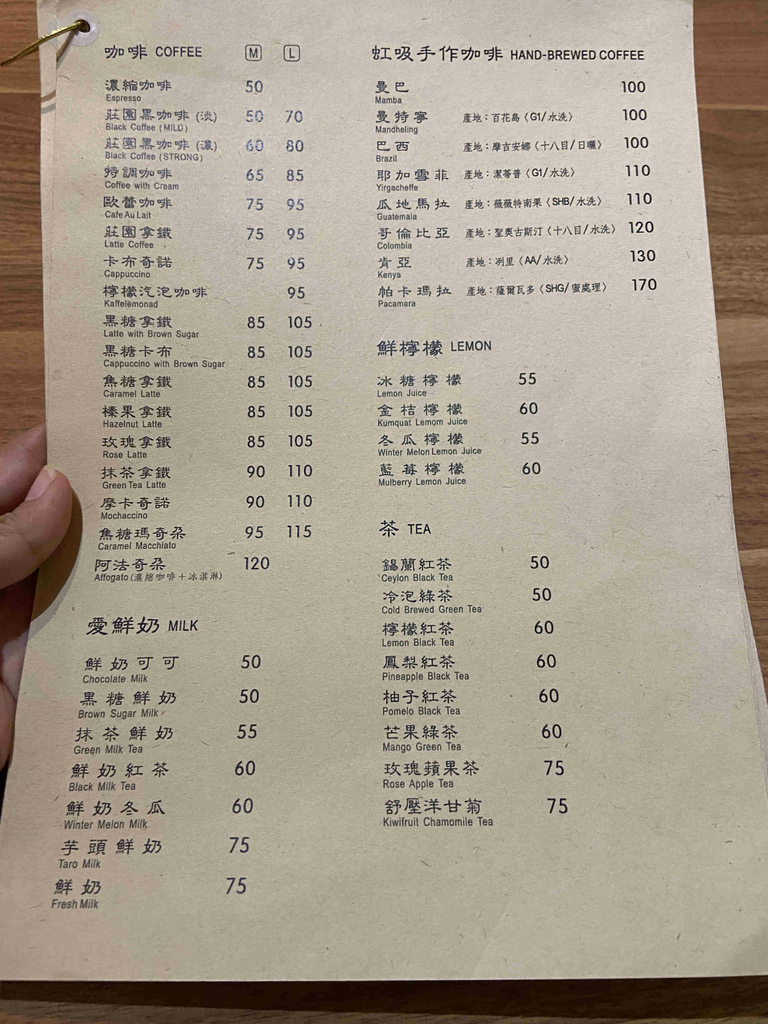 咖啡 COFFEE M L
濃縮咖啡 50
Espresso
莊園黑咖啡 (淡) 50 70
Black Coffee (MILD)
莊園黑咖啡 (濃) 60 80
Black Coffee (STRONG)
特調咖啡 65 85
Coffee with Cream
歐蕾咖啡 75 95
Cafe Au Lait
莊園拿鐵 75 95
Latte Coffee
卡布奇諾 75 95
Cappuccino
檸檬汽泡咖啡 95
Kaffelemonad
黑糖拿鐵 85 105
Latte with Brown Sugar
黑糖卡布 85 105
Cappuccino with Brown Sugar
焦糖拿鐵 85 105
Caramel Latte
榛果拿鐵 85 105
Hazelnut Latte
玫瑰拿鐵 85 105
Rose Latte
抹茶拿鐵 90 110
Green Tea Latte
摩卡奇諾 90 110
Mochaccino
焦糖瑪奇朵 95 115
Caramel Macchiato
阿法奇朵 120
Affogato (濃縮咖啡＋冰淇淋)
愛鮮奶 MILK
鮮奶可可 50
Chocolate Milk
黑糖鮮奶 50
Brown Sugar Milk
抹茶鮮奶 55
Green Milk Tea
鮮奶紅茶 60
Black Milk Tea
鮮奶冬瓜 60
Winter Melon Milk
芋頭鮮奶 75
Taro Milk
鮮奶 75
Fresh Milk
虹吸手作咖啡 HAND-BREWED COFFEE
曼巴 100
Mamba
曼特寧 產地：百花島〈G1/水洗〉 100
Mandheling
巴西 產地：摩吉安娜〈十八目/日曬〉 100
Brazil
耶加雪菲 產地：潔蒂普〈G1/水洗〉 110
Yirgacheffe
瓜地馬拉 產地：薇薇特南果〈SHB/水洗〉 110
Guatemala
哥倫比亞 產地：聖奧古斯汀〈十八目/水洗〉 120
Colombia
肯亞 產地：冽里〈AA/水洗〉 130
Kenya
帕卡瑪拉 產地：薩爾瓦多〈SHG/蜜處理〉 170
Pacamara
鮮檸檬 LEMON
冰糖檸檬 55
Lemon Juice
金桔檸檬 60
Kumquat Lemom Juice
冬瓜檸檬 55
Winter Melon Lemon Juice
藍莓檸檬 60
Mulberry Lemon Juice
茶 TEA
錫蘭紅茶 50
Ceylon Black Tea
冷泡綠茶 50
Cold Brewed Green Tea
檸檬紅茶 60
Lemon Black Tea
鳳梨紅茶 60
Pineapple Black Tea
柚子紅茶 60
Pomelo Black Tea
芒果綠茶 60
Mango Green Tea
玫瑰蘋果茶 75
Rose Apple Tea
舒壓洋甘菊 75
Kiwifruit Chamomile Tea